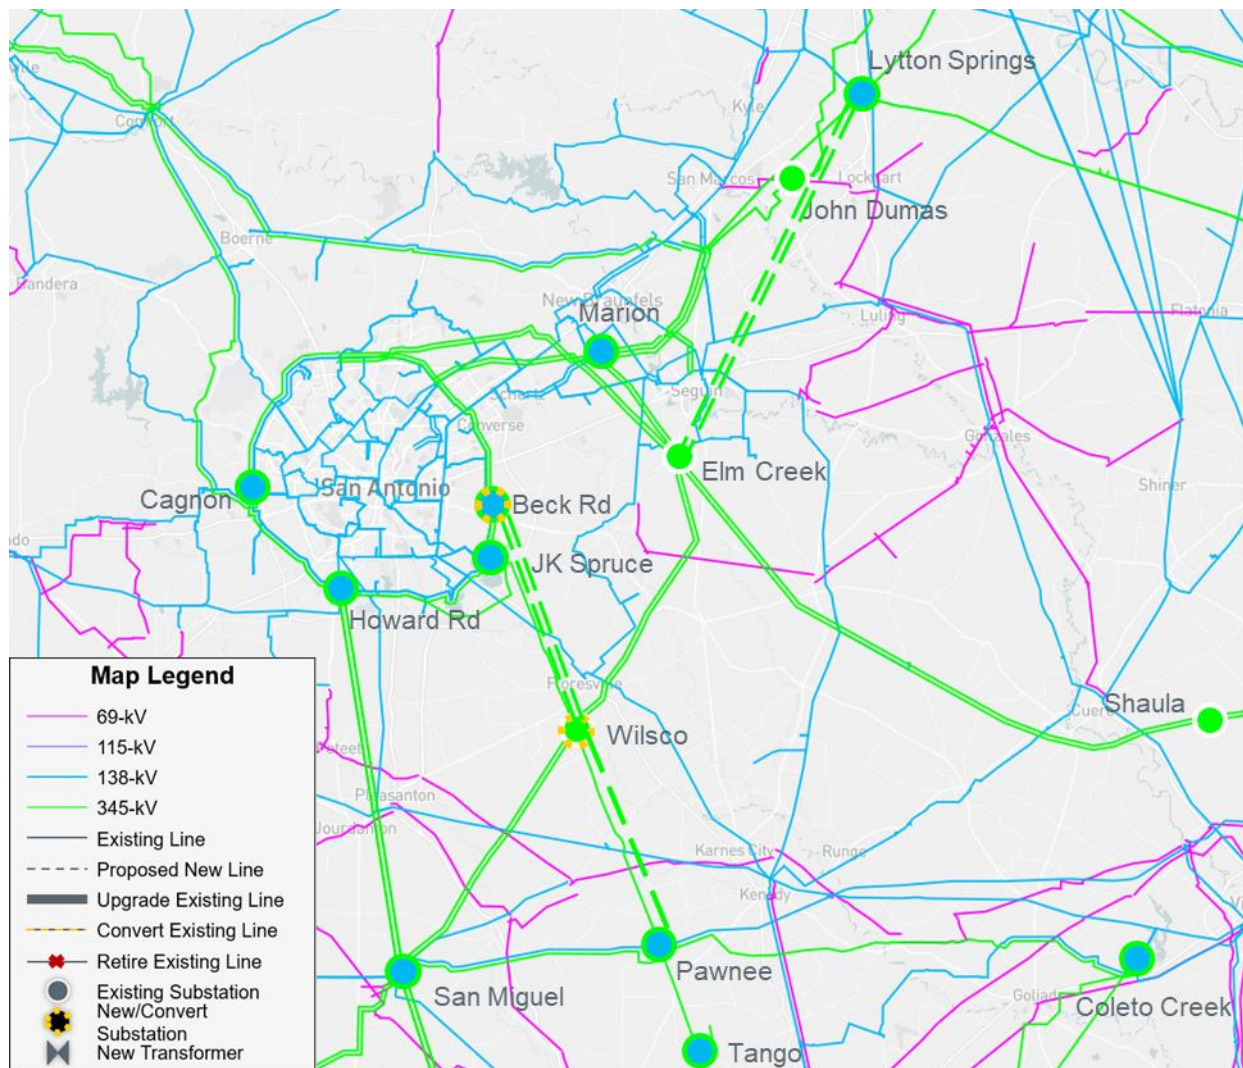 Lytton Springs
Kyle
Comfort
San Marcos
Lockhart
John Dumas
Boerne
Bandera
New Braunfels
Marion
Luling
Flatonia
Seguin
Schertz
Converse
Gonzales
Elm Creek
Cagnon
San Antonio
Beck Rd
Shiner
JK Spruce
Howard Rd
Floresville
Shaula
Cuero
Wilsco
Map Legend
69-kV
115-kV
138-kV
345-kV
Existing Line
Proposed New Line
Upgrade Existing Line
Convert Existing Line
Retire Existing Line
Existing Substation
New/Convert
Substation
New Transformer
Pleasanton
Jourdanton
Karnes City
Runge
Kenedy
Pawnee
San Miguel
Goliad
Coleto Creek
Tango